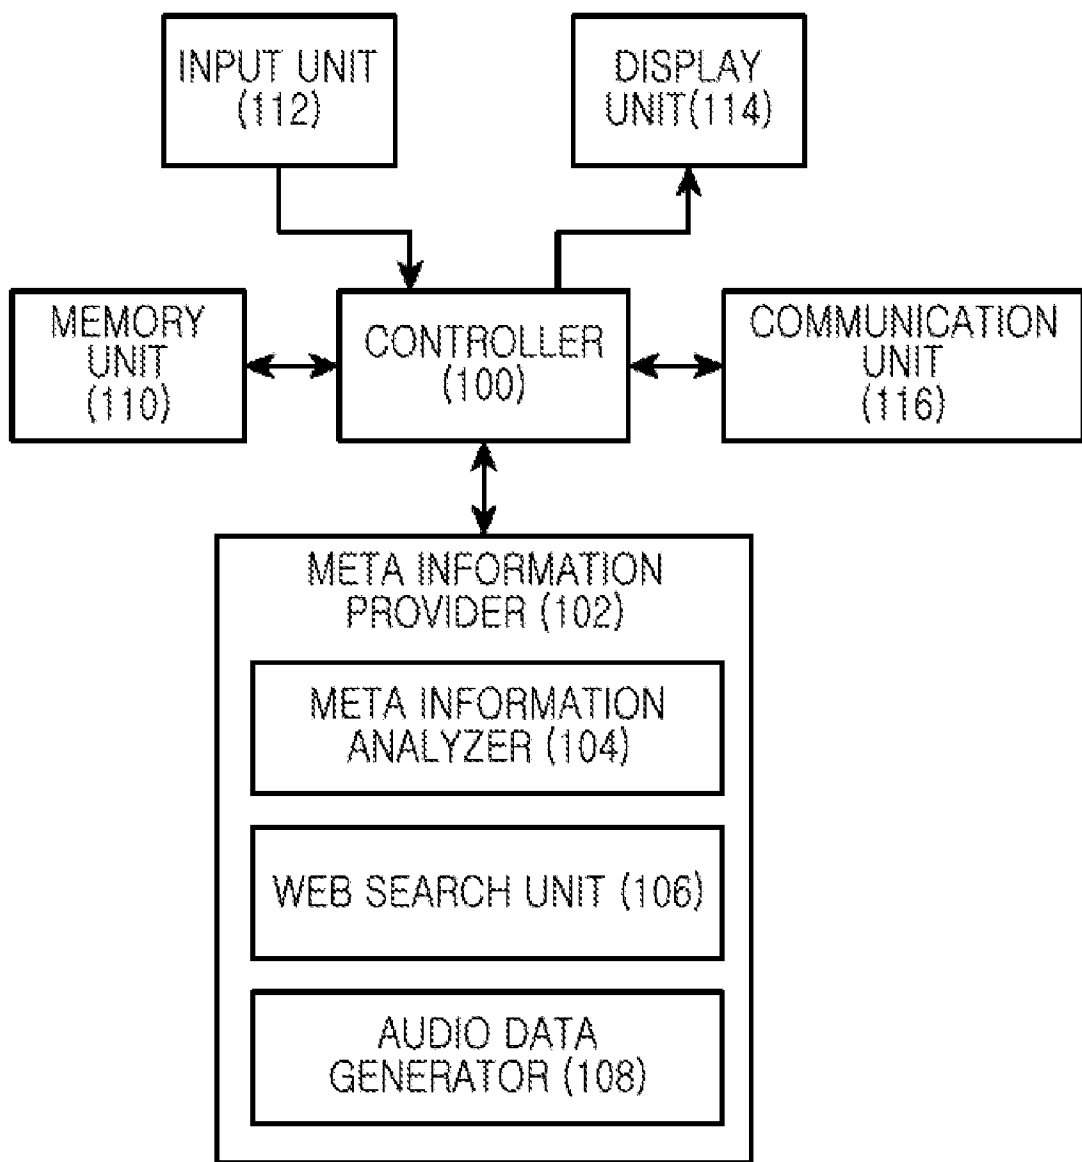 INPUT UNIT
(112)
DISPLAY
UNIT(114)
MEMORY
UNIT
(110)
CONTROLLER
(100)
COMMUNICATION
UNIT
(116)
META INFORMATION
PROVIDER (102)
META INFORMATION
ANALYZER (104)
WEB SEARCH UNIT (106)
AUDIO DATA
GENERATOR (108)